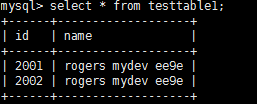 mysql> select * from testtable1;
+------+-------------------+
| id   | name              |
+------+-------------------+
| 2001 | rogers mydev ee9e |
| 2002 | rogers mydev ee9e |
+------+-------------------+